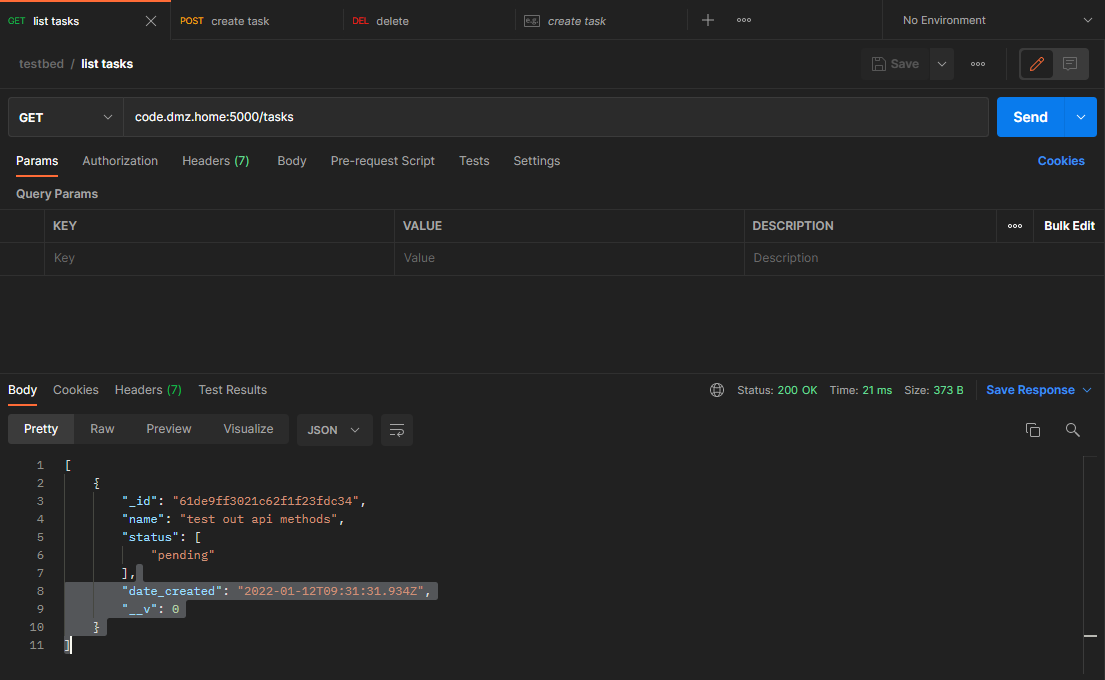 GET list tasks POST create task DEL delete e.g. create task No Environment
testbed / list tasks Save
GET code.dmz.home:5000/tasks Send
Params Authorization Headers (7) Body Pre-request Script Tests Settings Cookies
Query Params
KEY VALUE DESCRIPTION Bulk Edit
Key Value Description
Body Cookies Headers (7) Test Results Status: 200 OK Time: 21 ms Size: 373 B Save Response
Pretty Raw Preview Visualize JSON
1 [
2 {
3 "_id": "61de9ff3021c62f1f23fdc34",
4 "name": "test out api methods",
5 "status": [
6 "pending"
7 ],
8 "date_created": "2022-01-12T09:31:31.934Z",
9 "__v": 0
10 }
11 ]